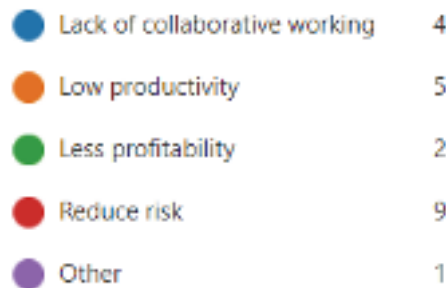 Lack of collaborative working 4
Low productivity 5
Less profitability 2
Reduce risk 9
Other 1